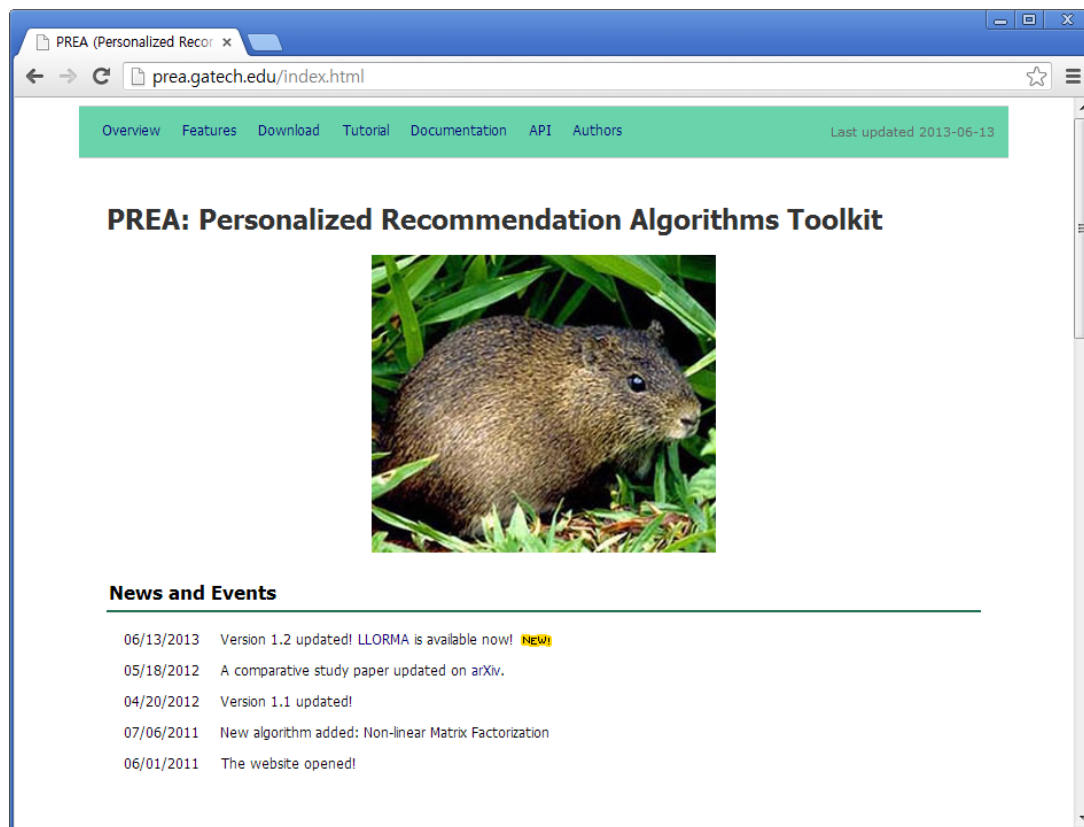 PREA (Personalized Recor
prea.gatech.edu/index.html
Overview Features Download Tutorial Documentation API Authors Last updated 2013-06-13
PREA: Personalized Recommendation Algorithms Toolkit
News and Events
06/13/2013 Version 1.2 updated! LLORMA is available now! NEW!
05/18/2012 A comparative study paper updated on arXiv.
04/20/2012 Version 1.1 updated!
07/06/2011 New algorithm added: Non-linear Matrix Factorization
06/01/2011 The website opened!